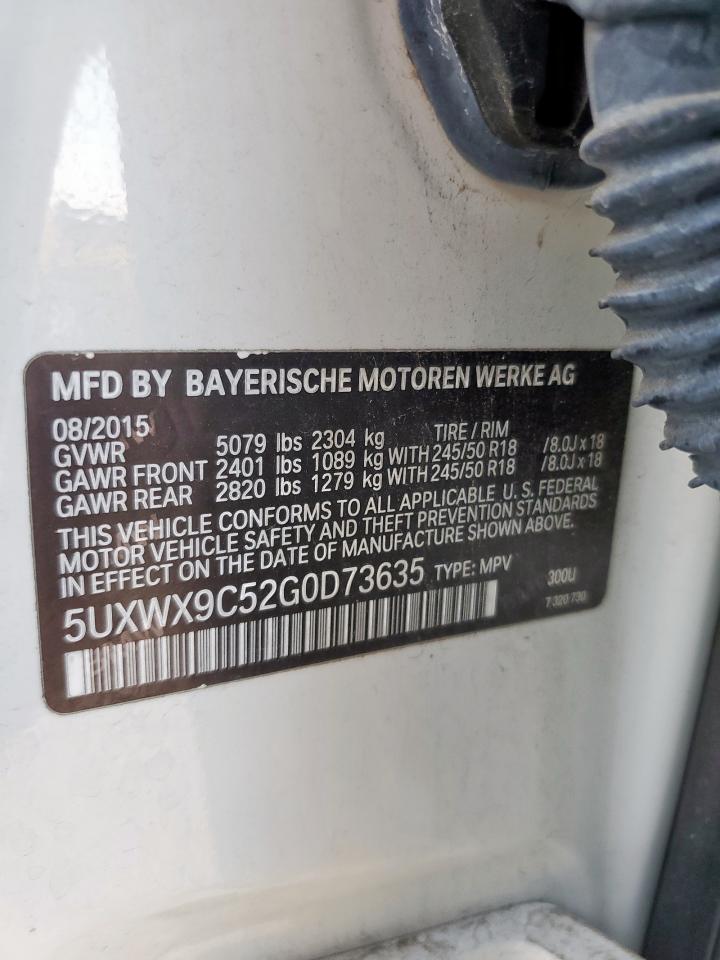 MFD BY BAYERISCHE MOTOREN WERKE AG
08/2015 TIRE / RIM
GVWR 5079 lbs 2304 kg
GAWR FRONT 2401 lbs 1089 kg WITH 245/50 R18 /8.0J x 18
GAWR REAR 2820 lbs 1279 kg WITH 245/50 R18 /8.0J x 18
THIS VEHICLE CONFORMS TO ALL APPLICABLE U.S. FEDERAL
MOTOR VEHICLE SAFETY AND THEFT PREVENTION STANDARDS
IN EFFECT ON THE DATE OF MANUFACTURE SHOWN ABOVE.
5UXWX9C52G0D73635 TYPE: MPV 300U
7 320 730